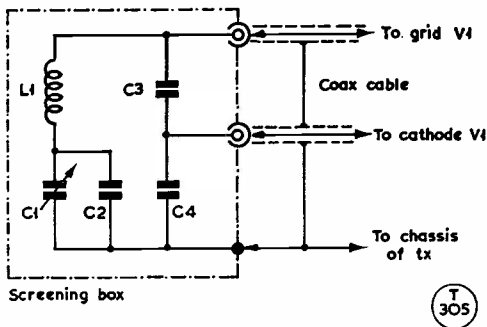 To. grid V1
L1
C3
Coax cable
To cathode V1
C1
C2
C4
To chassis
of tx
Screening box
T
305